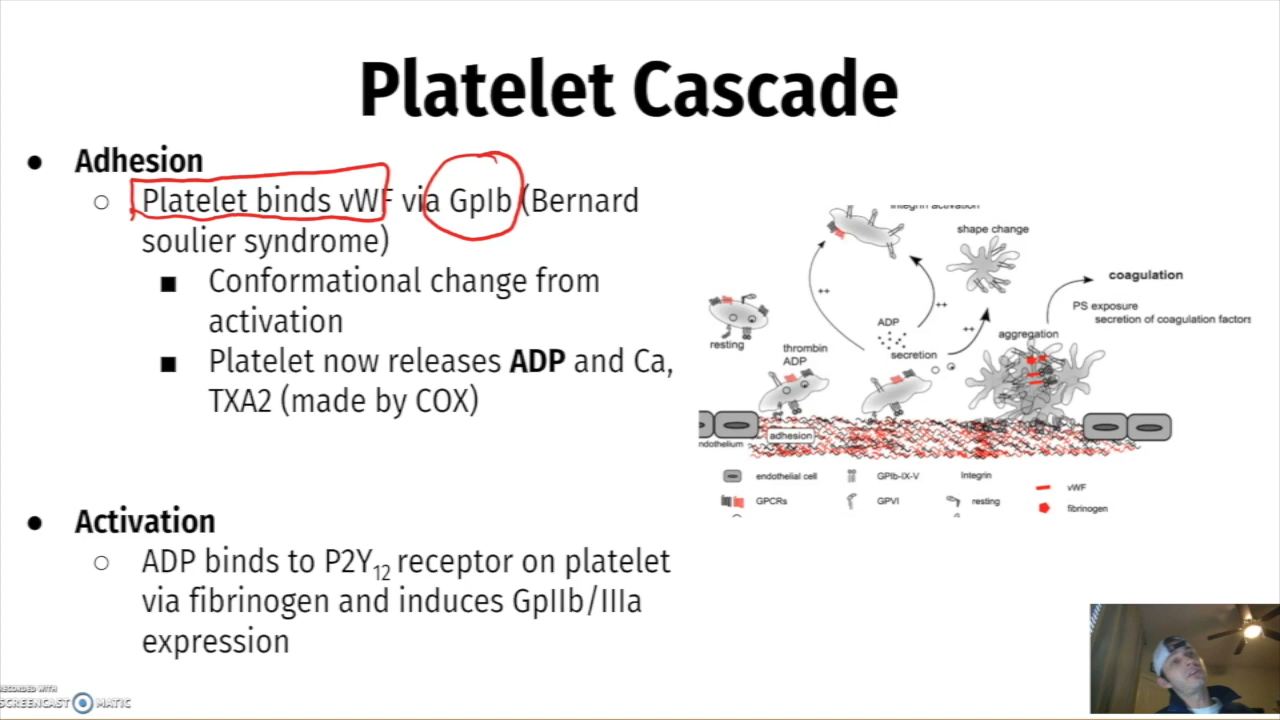 Platelet Cascade
● Adhesion
○ Platelet binds vWF via GpIb (Bernard
soulier syndrome)
■ Conformational change from
activation
■ Platelet now releases ADP and Ca,
TXA2 (made by COX)
● Activation
○ ADP binds to P2Y12 receptor on platelet
via fibrinogen and induces GpIIb/IIIa
expression
integrin activation
shape change
coagulation
++
PS exposure
ADP
++
secretion of coagulation factors
++
aggregation
resting
thrombin
ADP
secretion
ndothelium
adhesion
endothelial cell
GPIb-IX-V
Integrin
vWF
GPCRs
GPVI
resting
fibrinogen
RECORDED WITH
SCREENCAST MATIC